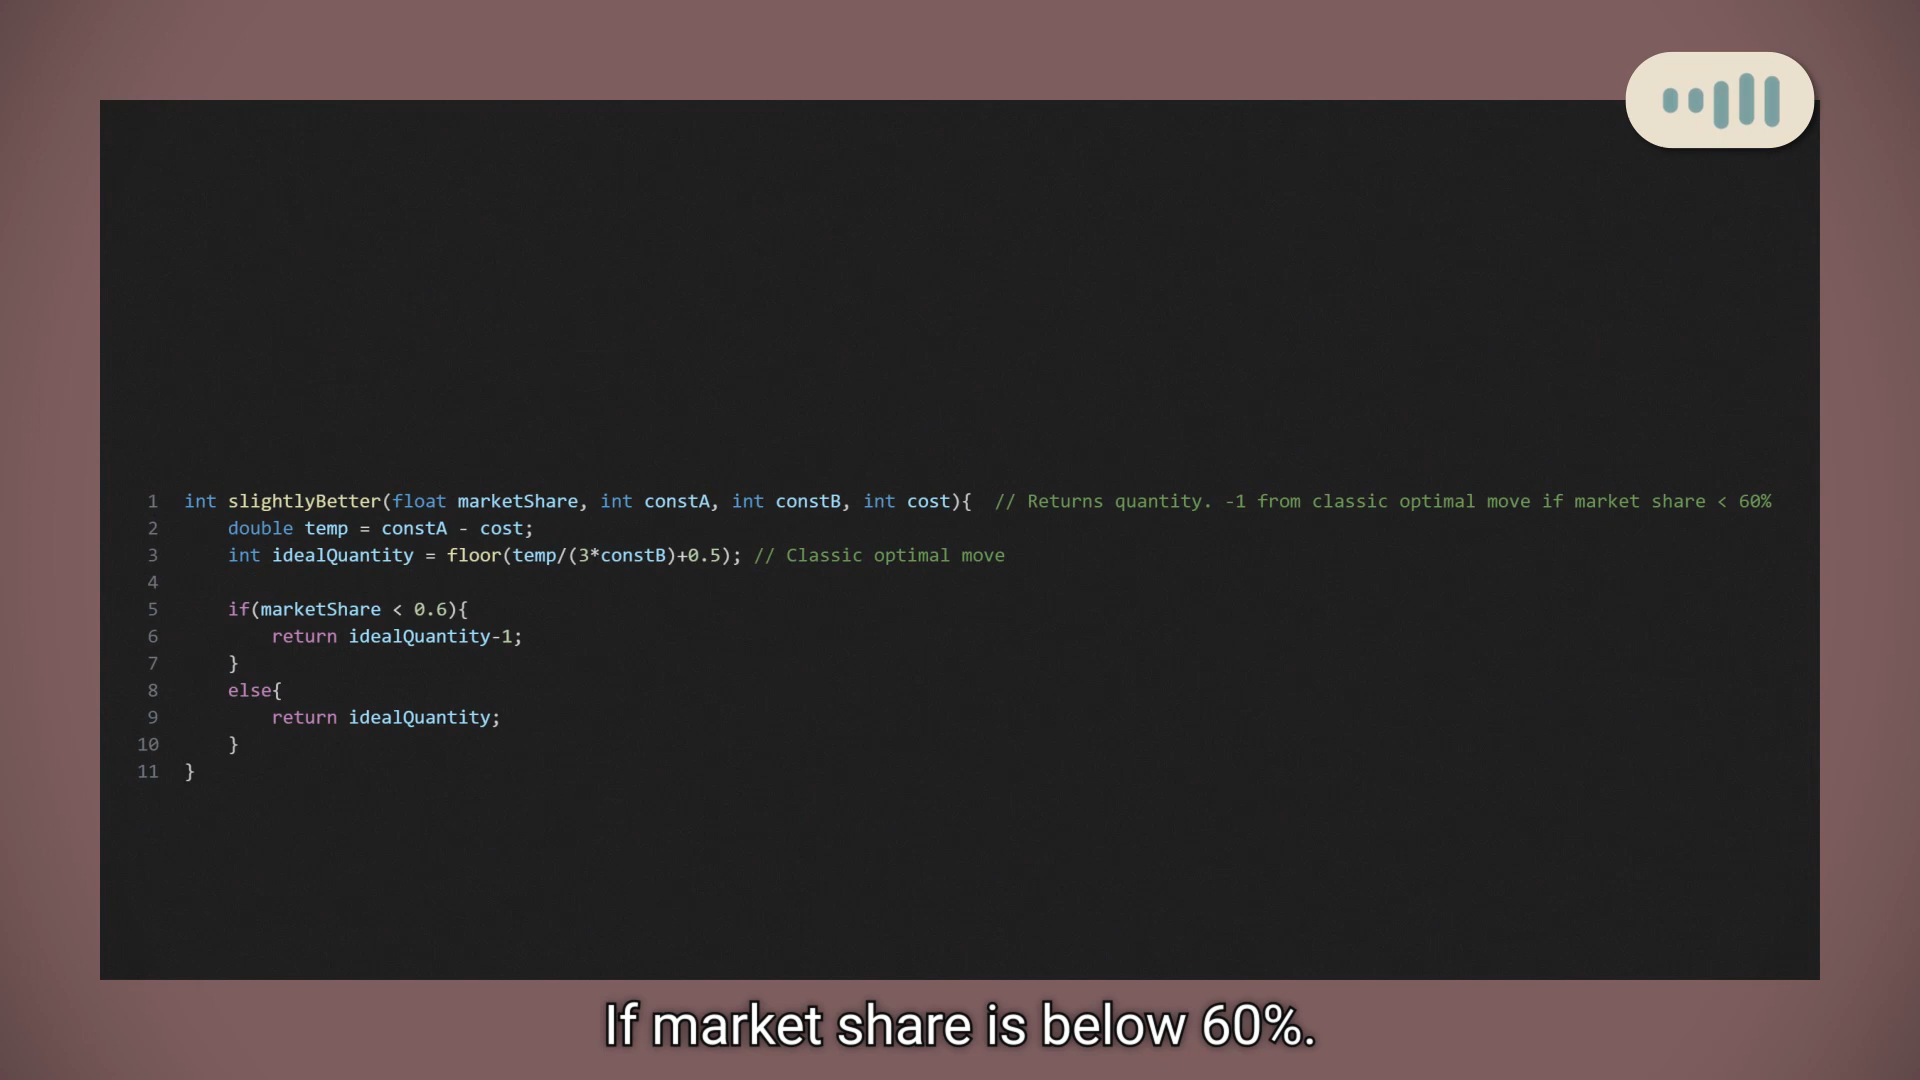 1 int slightlyBetter(float marketShare, int constA, int constB, int cost){ // Returns quantity. -1 from classic optimal move if market share < 60%
2 double temp = constA - cost;
3 int idealQuantity = floor(temp/(3*constB)+0.5); // Classic optimal move
4
5 if(marketShare < 0.6){
6 return idealQuantity-1;
7 }
8 else{
9 return idealQuantity;
10 }
11 }
If market share is below 60%.